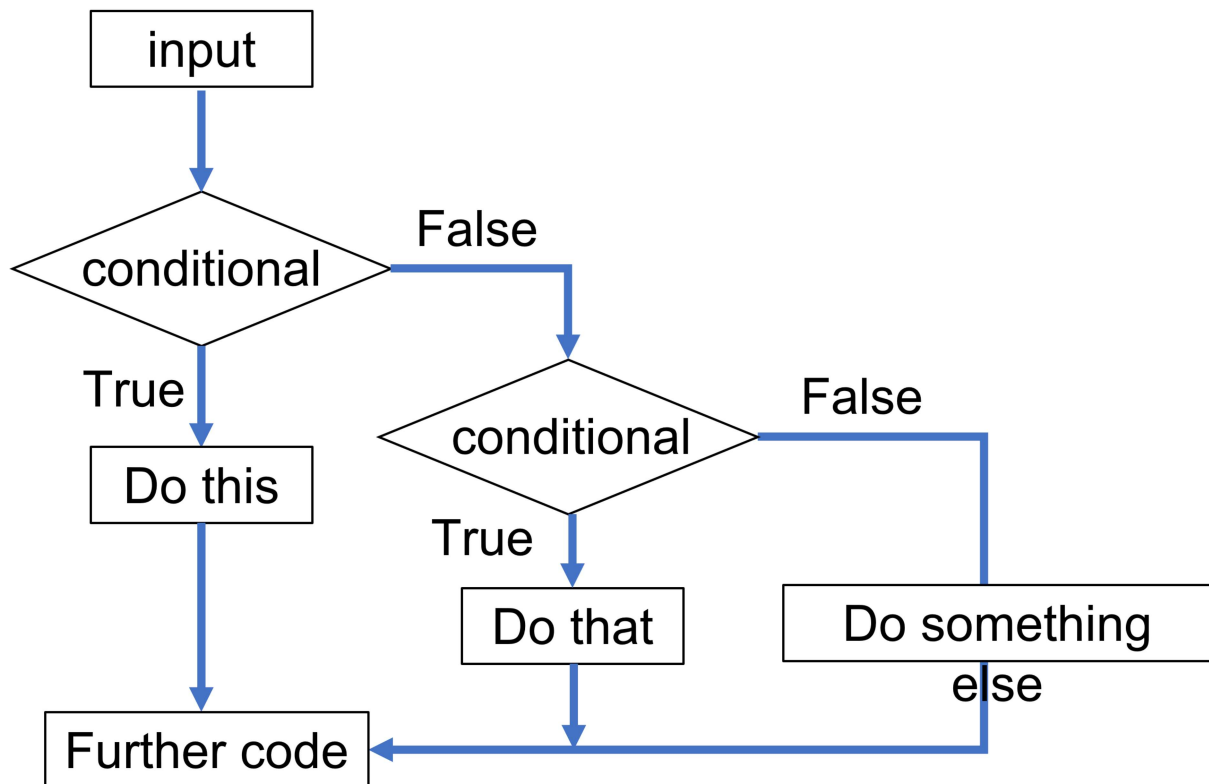 input
conditional
False
True
Do this
conditional
False
True
Do that
Do something
else
Further code